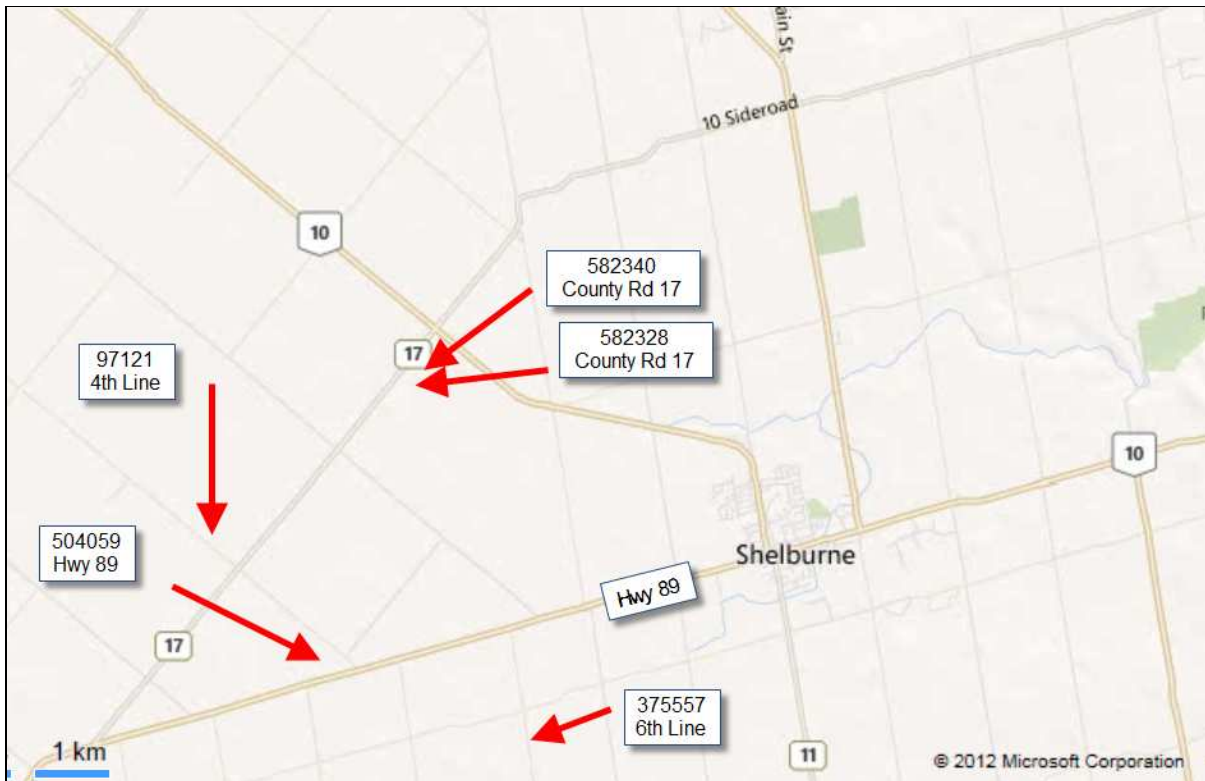 ain St
10 Sideroad
10
582340
County Rd 17
582328
County Rd 17
17
97121
4th Line
10
504059
Hwy 89
Shelburne
Hwy 89
17
375557
6th Line
1 km
11
© 2012 Microsoft Corporation